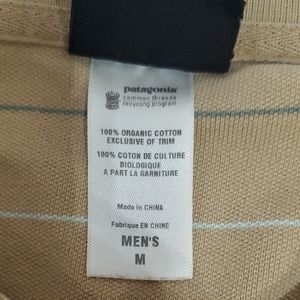 patagonia
common threads
recycling program
100% ORGANIC COTTON
EXCLUSIVE OF TRIM
100% COTON DE CULTURE
BIOLOGIQUE
A PART LA GARNITURE
Made in CHINA
Fabriqué EN CHINE
MEN'S
M